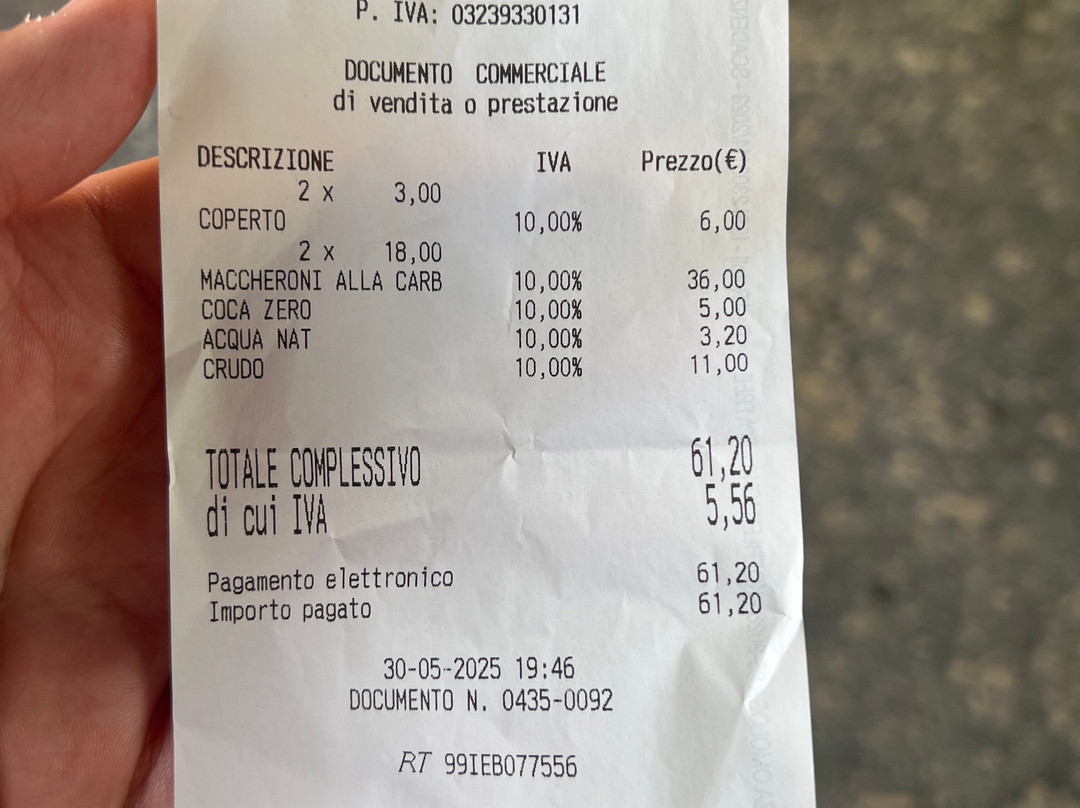 P. IVA: 03239330131
DOCUMENTO COMMERCIALE
di vendita o prestazione
DESCRIZIONE IVA Prezzo(€)
2 x 3,00
COPERTO 10,00% 6,00
2 x 18,00
MACCHERONI ALLA CARB 10,00% 36,00
COCA ZERO 10,00% 5,00
ACQUA NAT 10,00% 3,20
CRUDO 10,00% 11,00
TOTALE COMPLESSIVO 61,20
di cui IVA 5,56
Pagamento elettronico 61,20
Importo pagato 61,20
30-05-2025 19:46
DOCUMENTO N. 0435-0092
RT 99IEB077556